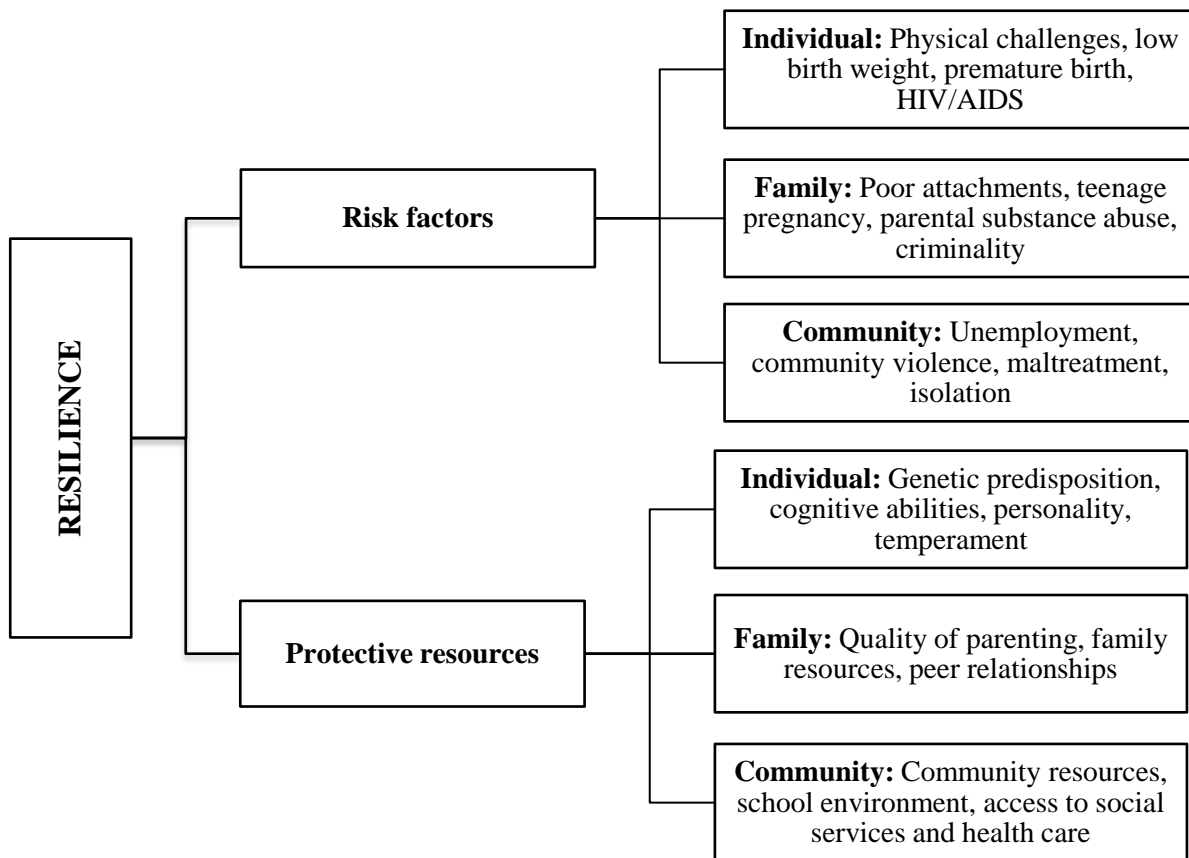 RESILIENCE
Risk factors
Individual: Physical challenges, low
birth weight, premature birth,
HIV/AIDS
Family: Poor attachments, teenage
pregnancy, parental substance abuse,
criminality
Community: Unemployment,
community violence, maltreatment,
isolation
Protective resources
Individual: Genetic predisposition,
cognitive abilities, personality,
temperament
Family: Quality of parenting, family
resources, peer relationships
Community: Community resources,
school environment, access to social
services and health care